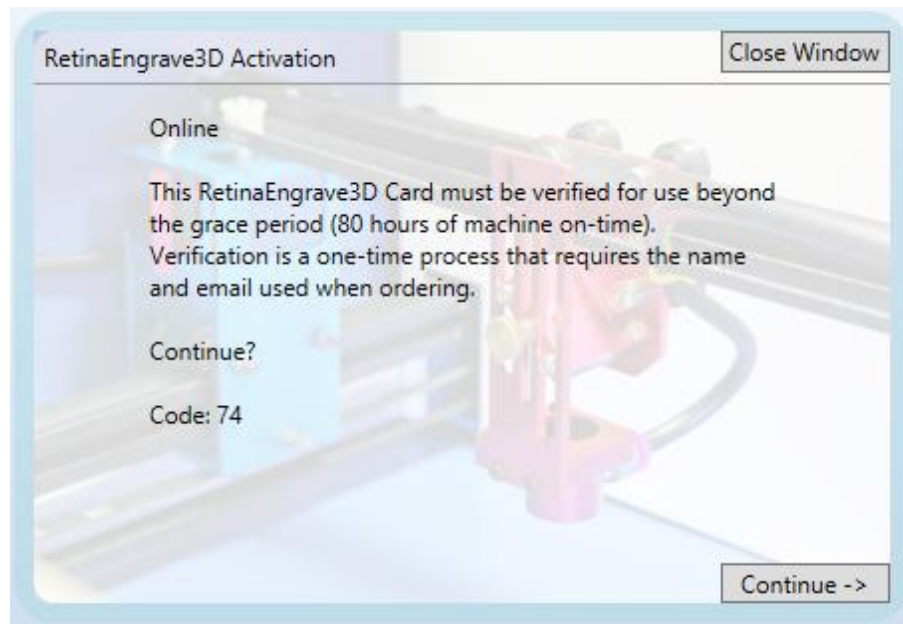 RetinaEngrave3D Activation
Close Window
Online
This RetinaEngrave3D Card must be verified for use beyond
the grace period (80 hours of machine on-time).
Verification is a one-time process that requires the name
and email used when ordering.
Continue?
Code: 74
Continue ->